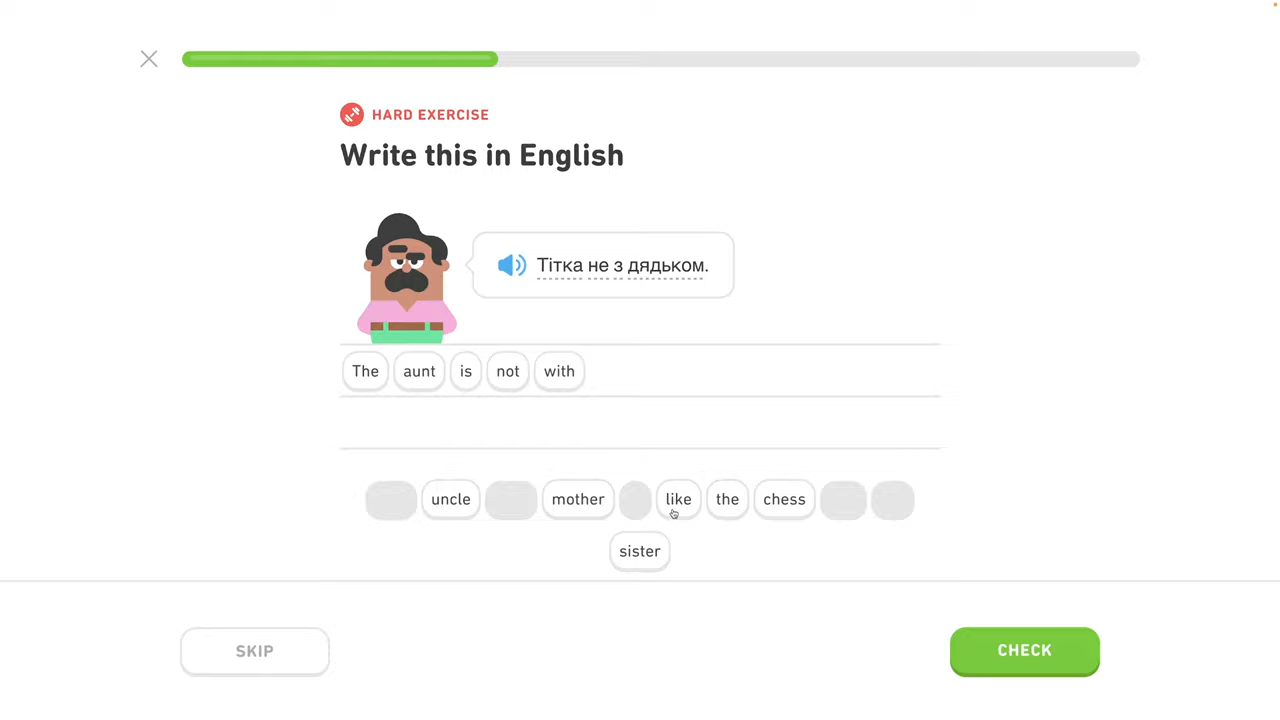 HARD EXERCISE
Write this in English
Тітка не з дядьком.
The aunt is not with
uncle mother like the chess
sister
SKIP CHECK